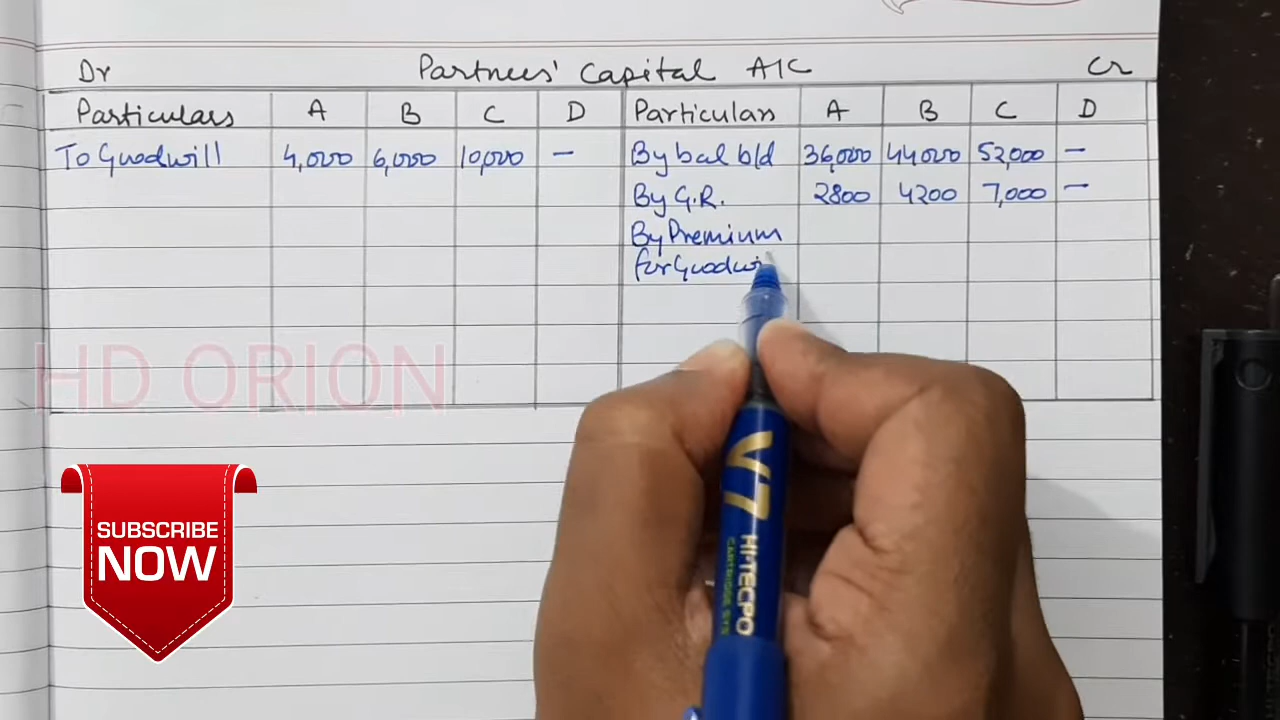 Dr Partners' Capital A/C Cr
Particulars A B C D Particulars A B C D
To Goodwill 4,000 6,000 10,000 — By bal b/d 36,000 44,000 52,000 —
By G.R. 2800 4200 7,000 —
By Premium
for Goodwi
HD ORION
SUBSCRIBE
NOW
V7
HI-TECPO
CARTRIDGE SYS